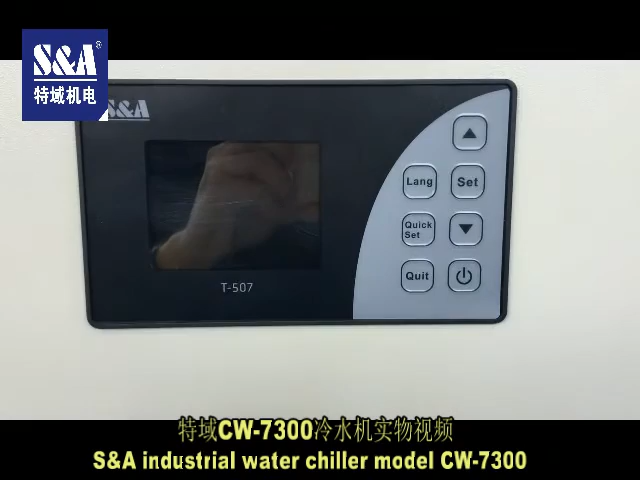 S&A®
特域机电
S&A
Lang
Set
Quick
Set
Quit
T-507
特域CW-7300冷水机实物视频
S&A industrial water chiller model CW-7300